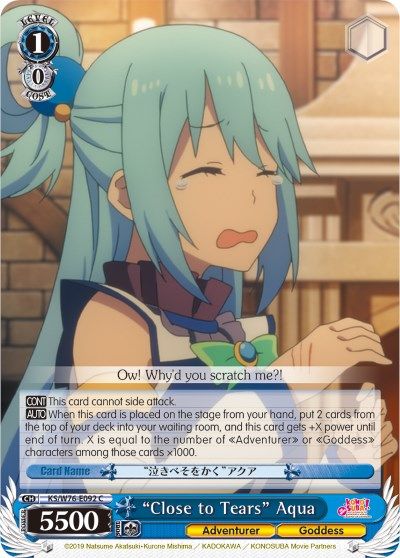 LEVEL
1
0
COST
Ow! Why'd you scratch me?!
CONT This card cannot side attack.
AUTO When this card is placed on the stage from your hand, put 2 cards
from the top of your deck into your waiting room, and this card gets +X power until
end of turn. X is equal to the number of «Adventurer» or «Goddess»
characters among those cards ×1000.
Card Name
“泣きべそをかく”アクア
CH KS/W76-E092 C
5500
“Close to Tears” Aqua
Adventurer
Goddess
©2019 Natsume Akatsuki・Kurone Mishima / KADOKAWA / KONOSUBA Movie Partners